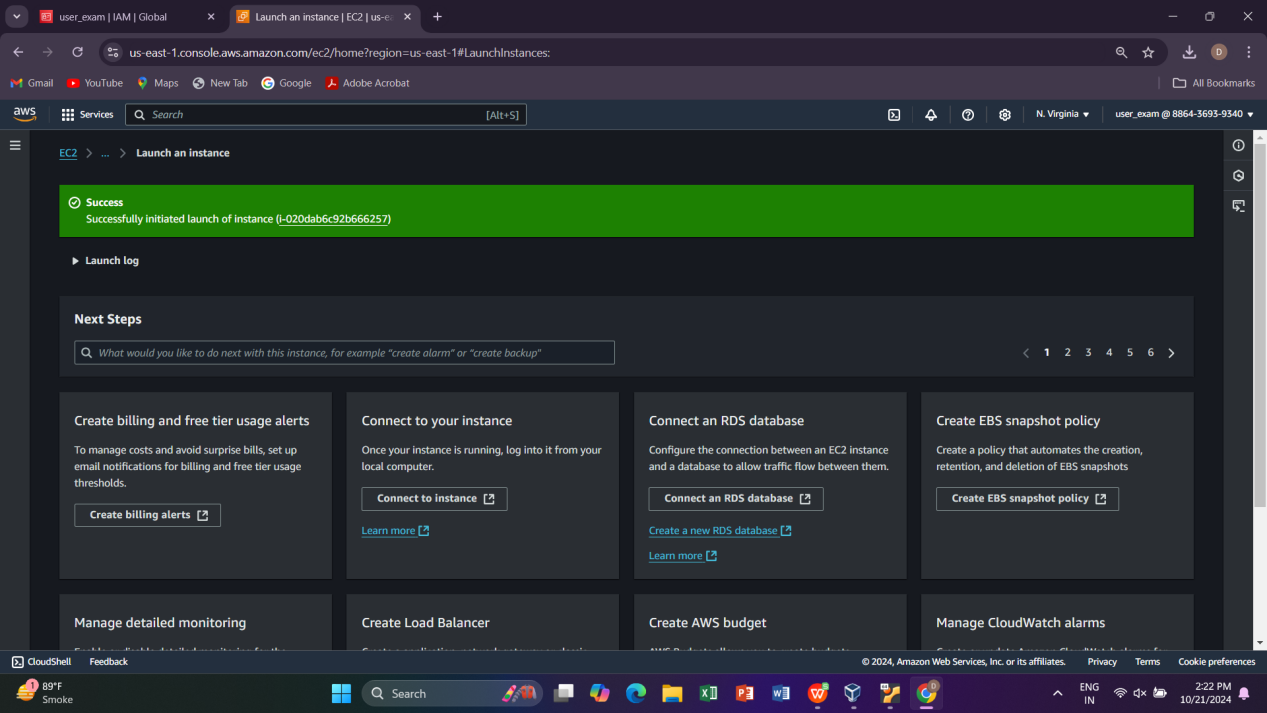 user_exam | IAM | Global
Launch an instance | EC2 | us-ea
us-east-1.console.aws.amazon.com/ec2/home?region=us-east-1#LaunchInstances:
D
Gmail
YouTube
Maps
New Tab
Google
Adobe Acrobat
All Bookmarks
aws
Services
Search
[Alt+S]
N. Virginia
user_exam @ 8864-3693-9340
EC2
...
Launch an instance
Success
Successfully initiated launch of instance (i-020dab6c92b666257)
Launch log
Next Steps
What would you like to do next with this instance, for example "create alarm" or "create backup"
1 2 3 4 5 6
Create billing and free tier usage alerts
To manage costs and avoid surprise bills, set up
email notifications for billing and free tier usage
thresholds.
Create billing alerts
Connect to your instance
Once your instance is running, log into it from your
local computer.
Connect to instance
Learn more
Connect an RDS database
Configure the connection between an EC2 instance
and a database to allow traffic flow between them.
Connect an RDS database
Create a new RDS database
Learn more
Create EBS snapshot policy
Create a policy that automates the creation,
retention, and deletion of EBS snapshots
Create EBS snapshot policy
Manage detailed monitoring
Create Load Balancer
Create AWS budget
Manage CloudWatch alarms
CloudShell
Feedback
© 2024, Amazon Web Services, Inc. or its affiliates.
Privacy
Terms
Cookie preferences
1
89°F
Smoke
Search
D
ENG
IN
2:22 PM
10/21/2024